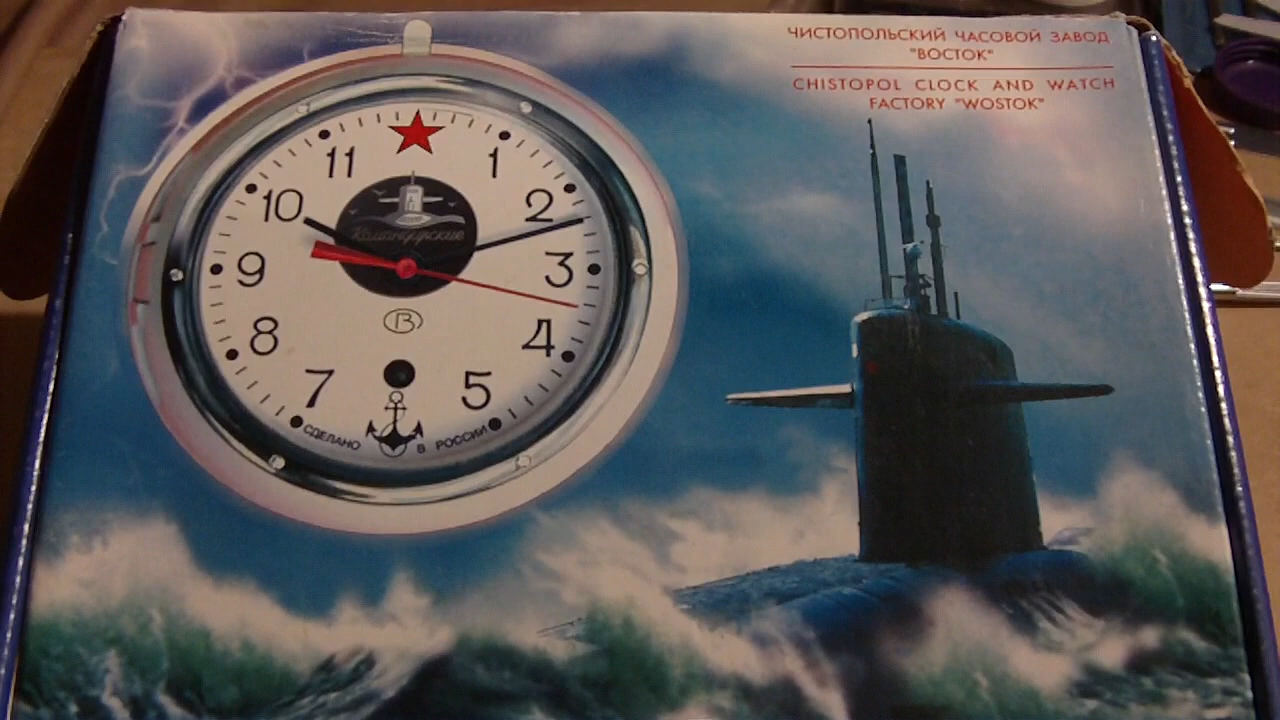 ЧИСТОПОЛЬСКИЙ ЧАСОВОЙ ЗАВОД
"ВОСТОК"
CHISTOPOL CLOCK AND WATCH
FACTORY "WOSTOK"
11
1
10
2
Командирские
9
3
В
8
4
7
5
СДЕЛАНО В РОССИИ